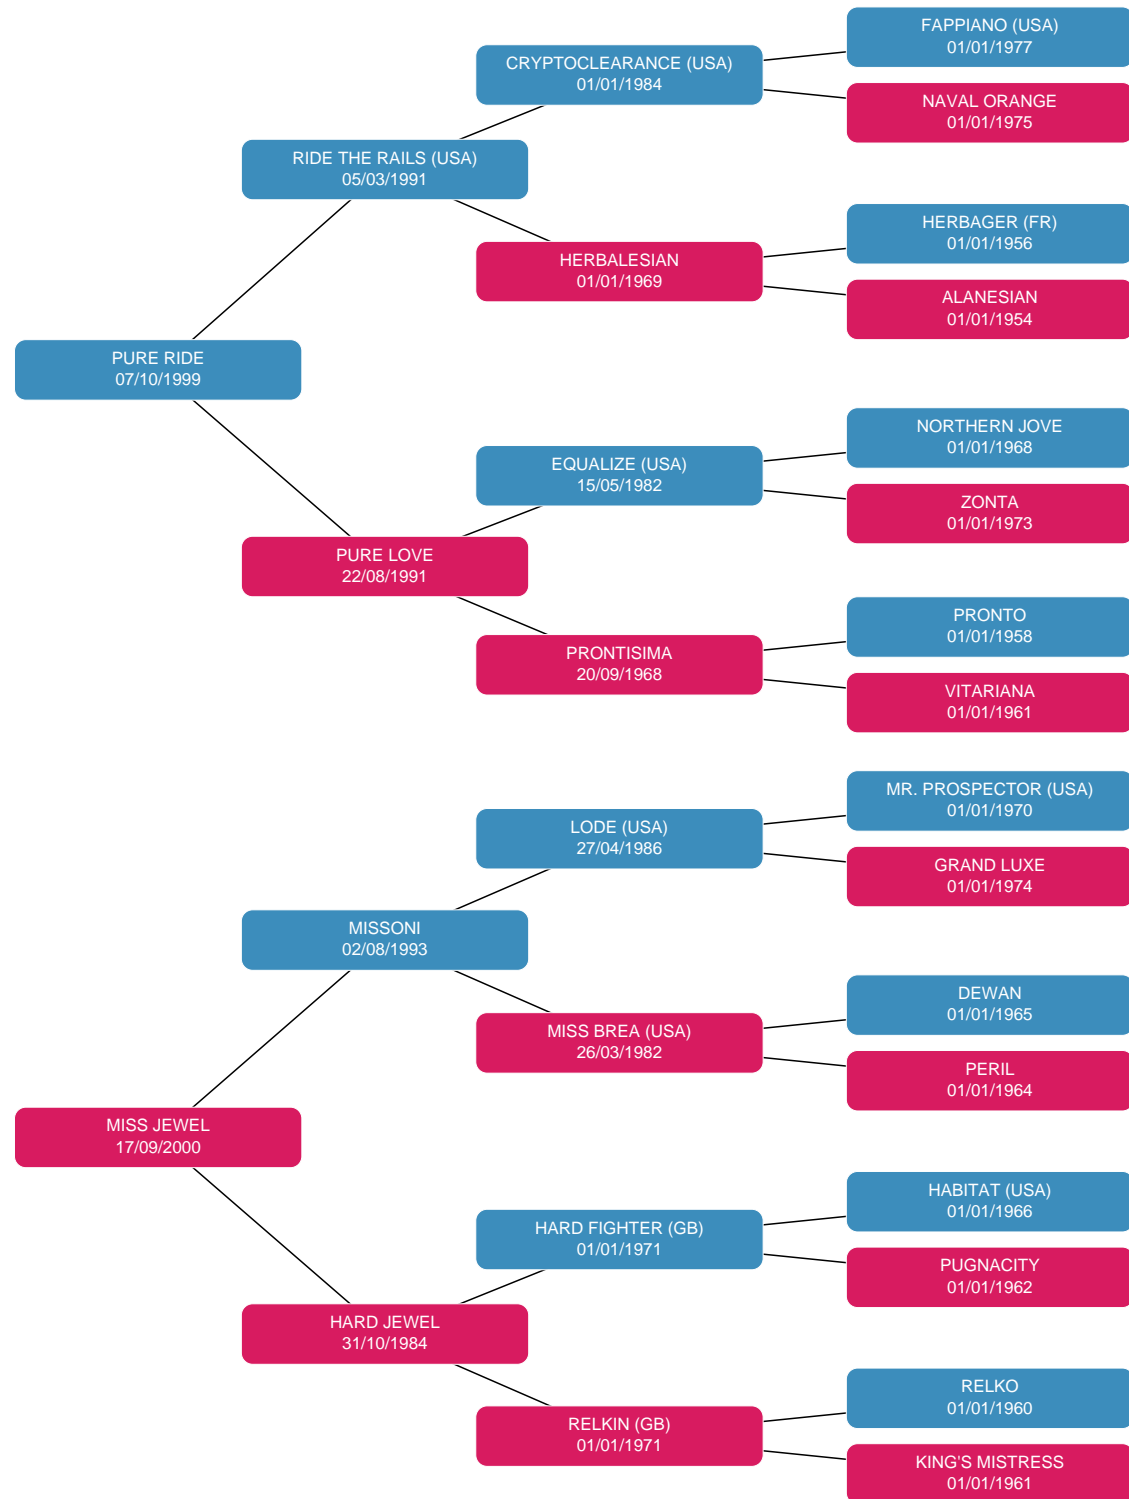 FAPPIANO (USA)
01/01/1977
CRYPTOCLEARANCE (USA)
01/01/1984
NAVAL ORANGE
01/01/1975
RIDE THE RAILS (USA)
05/03/1991
HERBAGER (FR)
01/01/1956
HERBALESIAN
01/01/1969
ALANESIAN
01/01/1954
PURE RIDE
07/10/1999
NORTHERN JOVE
01/01/1968
EQUALIZE (USA)
15/05/1982
ZONTA
01/01/1973
PURE LOVE
22/08/1991
PRONTO
01/01/1958
PRONTISIMA
20/09/1968
VITARIANA
01/01/1961
MR. PROSPECTOR (USA)
01/01/1970
LODE (USA)
27/04/1986
GRAND LUXE
01/01/1974
MISSONI
02/08/1993
DEWAN
01/01/1965
MISS BREA (USA)
26/03/1982
PERIL
01/01/1964
MISS JEWEL
17/09/2000
HABITAT (USA)
01/01/1966
HARD FIGHTER (GB)
01/01/1971
PUGNACITY
01/01/1962
HARD JEWEL
31/10/1984
RELKO
01/01/1960
RELKIN (GB)
01/01/1971
KING'S MISTRESS
01/01/1961